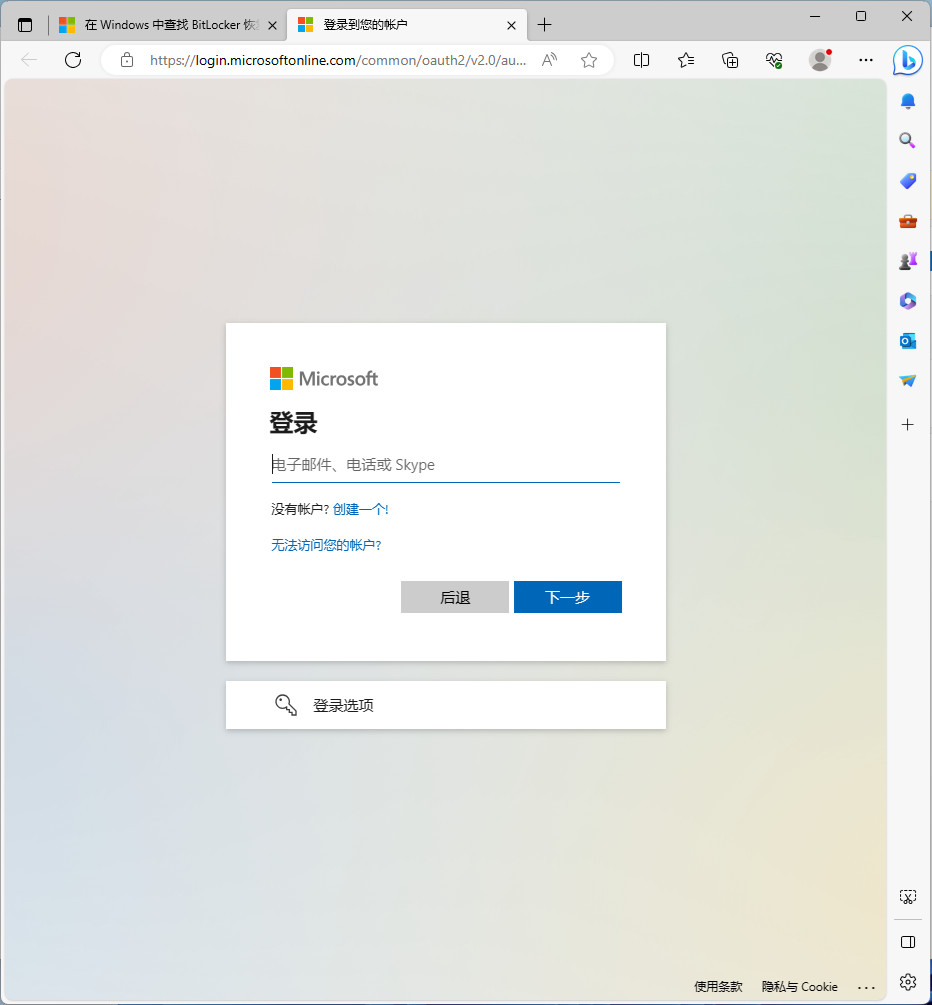 在 Windows 中查找 BitLocker 恢
登录到您的帐户
https://login.microsoftonline.com/common/oauth2/v2.0/au...
Microsoft
登录
电子邮件、电话或 Skype
没有帐户? 创建一个!
无法访问您的帐户?
后退
下一步
登录选项
使用条款
隐私与 Cookie